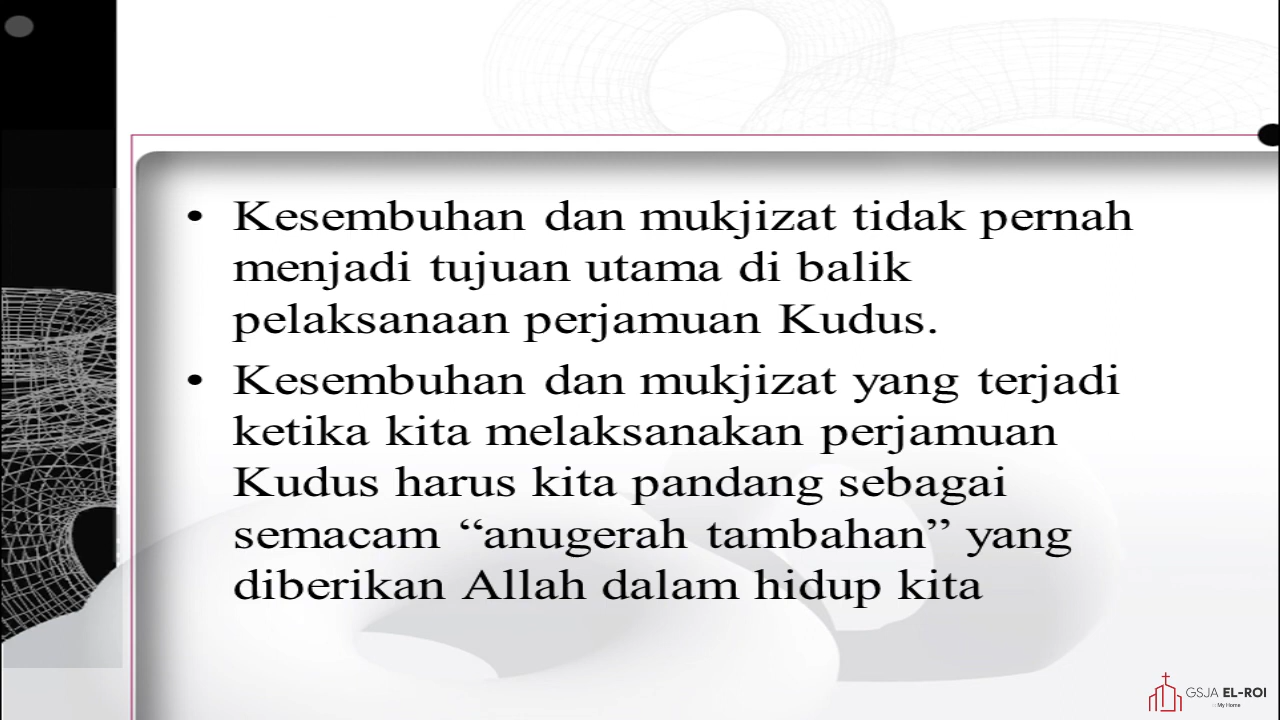 • Kesembuhan dan mukjizat tidak pernah
menjadi tujuan utama di balik
pelaksanaan perjamuan Kudus.
• Kesembuhan dan mukjizat yang terjadi
ketika kita melaksanakan perjamuan
Kudus harus kita pandang sebagai
semacam “anugerah tambahan” yang
diberikan Allah dalam hidup kita
GSJA EL-ROI
My Home